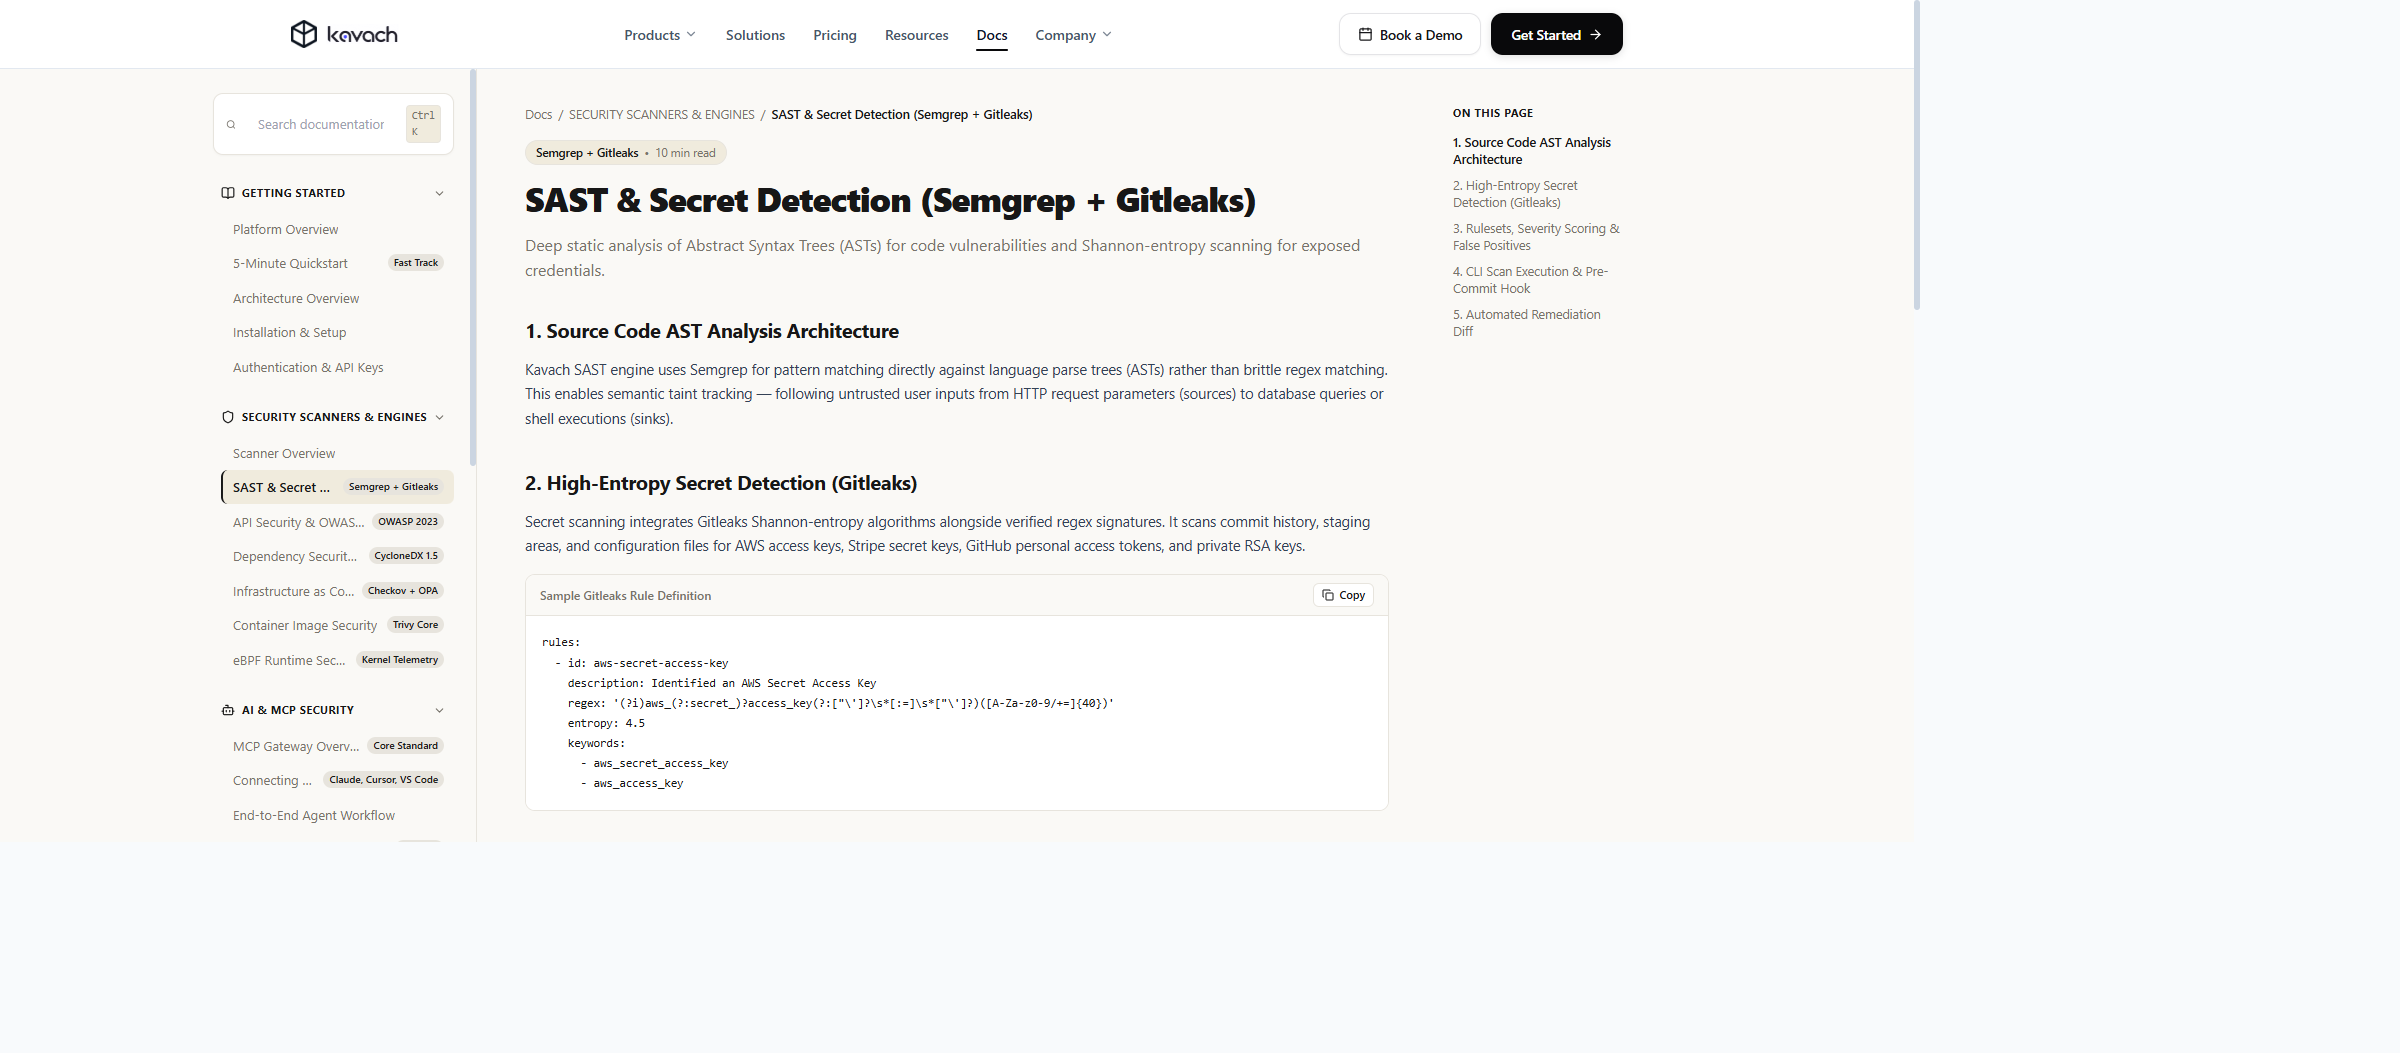 kavach
Products
Solutions
Pricing
Resources
Docs
Company
Book a Demo
Get Started
Search documentation
Ctrl
K
GETTING STARTED
Platform Overview
5-Minute Quickstart Fast Track
Architecture Overview
Installation & Setup
Authentication & API Keys
SECURITY SCANNERS & ENGINES
Scanner Overview
SAST & Secret ... Semgrep + Gitleaks
API Security & OWAS... OWASP 2023
Dependency Securit... CycloneDX 1.5
Infrastructure as Co... Checkov + OPA
Container Image Security Trivy Core
eBPF Runtime Sec... Kernel Telemetry
AI & MCP SECURITY
MCP Gateway Overv... Core Standard
Connecting ... Claude, Cursor, VS Code
End-to-End Agent Workflow
Docs / SECURITY SCANNERS & ENGINES / SAST & Secret Detection (Semgrep + Gitleaks)
Semgrep + Gitleaks • 10 min read
SAST & Secret Detection (Semgrep + Gitleaks)
Deep static analysis of Abstract Syntax Trees (ASTs) for code vulnerabilities and Shannon-entropy scanning for exposed
credentials.
1. Source Code AST Analysis Architecture
Kavach SAST engine uses Semgrep for pattern matching directly against language parse trees (ASTs) rather than brittle regex matching.
This enables semantic taint tracking — following untrusted user inputs from HTTP request parameters (sources) to database queries or
shell executions (sinks).
2. High-Entropy Secret Detection (Gitleaks)
Secret scanning integrates Gitleaks Shannon-entropy algorithms alongside verified regex signatures. It scans commit history, staging
areas, and configuration files for AWS access keys, Stripe secret keys, GitHub personal access tokens, and private RSA keys.
Sample Gitleaks Rule Definition
Copy
rules:
  - id: aws-secret-access-key
    description: Identified an AWS Secret Access Key
    regex: '(?i)aws_(?:secret_)?access_key(?:["\']?\s*[:=]\s*["\']?)([A-Za-z0-9/+=]{40})'
    entropy: 4.5
    keywords:
      - aws_secret_access_key
      - aws_access_key
ON THIS PAGE
1. Source Code AST Analysis
Architecture
2. High-Entropy Secret
Detection (Gitleaks)
3. Rulesets, Severity Scoring &
False Positives
4. CLI Scan Execution & Pre-
Commit Hook
5. Automated Remediation
Diff